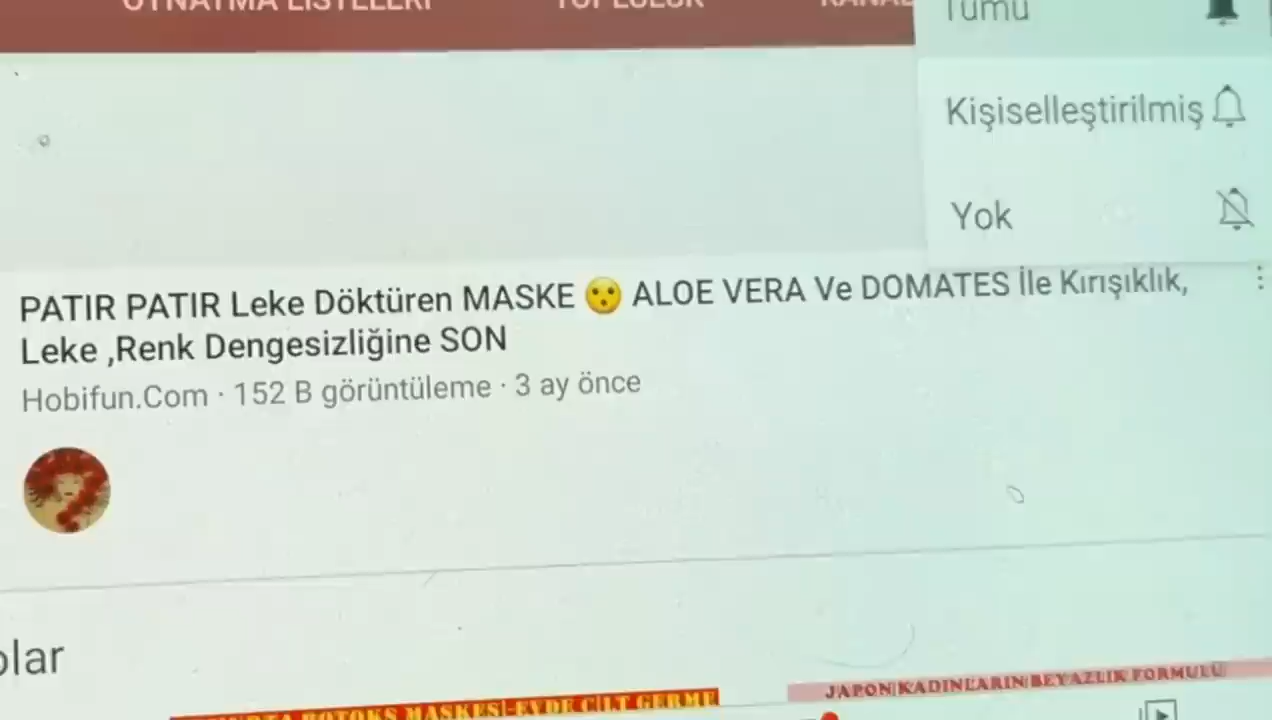 OYNATMA LİSTELERİ
TOPLULUK
Tümü
Kişiselleştirilmiş
Yok
PATIR PATIR Leke Döktüren MASKE 😯 ALOE VERA Ve DOMATES İle Kırışıklık,
Leke ,Renk Dengesizliğine SON
Hobifun.Com · 152 B görüntüleme · 3 ay önce
olar
BOTOKS MASKESİ-EVDE CİLT GERME
JAPON KADINLARIN BEYAZLIK FORMULÜ